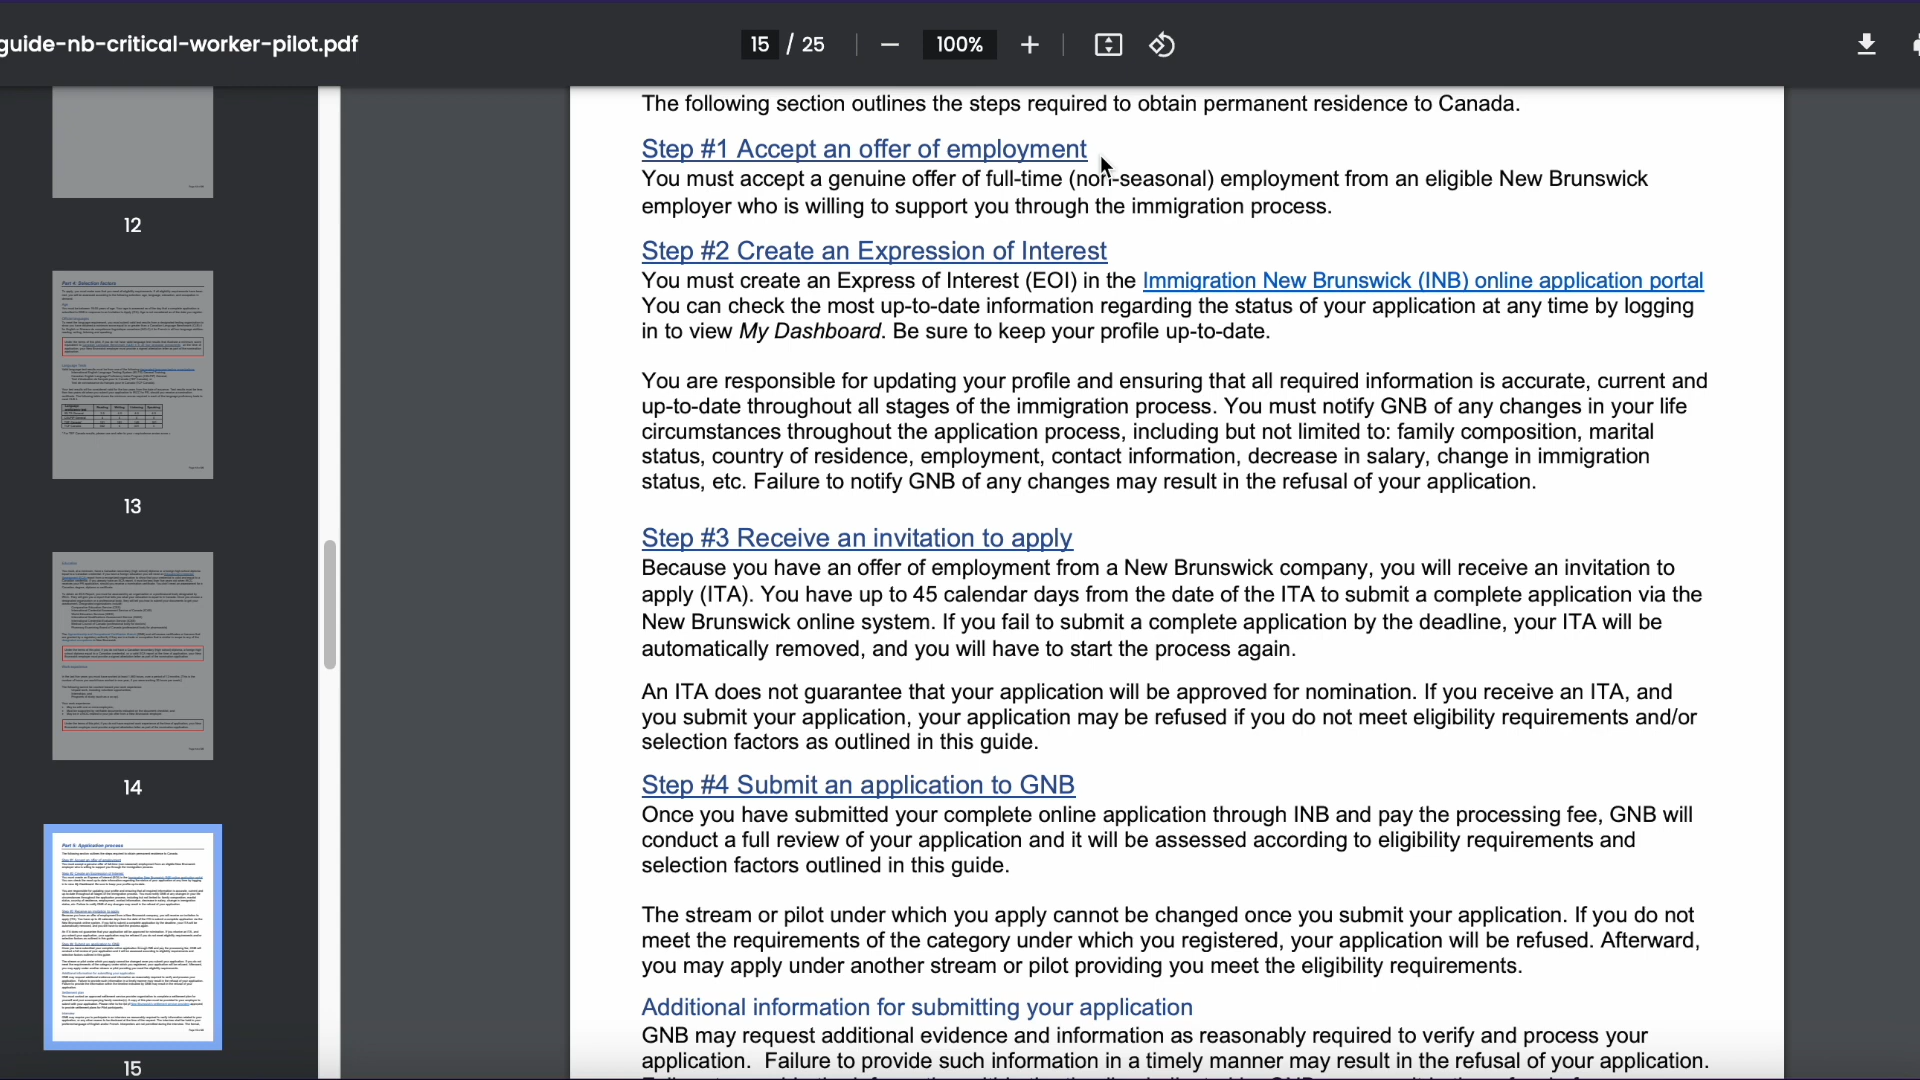 guide-nb-critical-worker-pilot.pdf
15 / 25
100%
12
13
14
15
Part 4: Selection factors
Part 5: Application process
The following section outlines the steps required to obtain permanent residence to Canada.
Step #1 Accept an offer of employment
You must accept a genuine offer of full-time (non-seasonal) employment from an eligible New Brunswick
employer who is willing to support you through the immigration process.
Step #2 Create an Expression of Interest
You must create an Express of Interest (EOI) in the Immigration New Brunswick (INB) online application portal
You can check the most up-to-date information regarding the status of your application at any time by logging
in to view My Dashboard. Be sure to keep your profile up-to-date.
You are responsible for updating your profile and ensuring that all required information is accurate, current and
up-to-date throughout all stages of the immigration process. You must notify GNB of any changes in your life
circumstances throughout the application process, including but not limited to: family composition, marital
status, country of residence, employment, contact information, decrease in salary, change in immigration
status, etc. Failure to notify GNB of any changes may result in the refusal of your application.
Step #3 Receive an invitation to apply
Because you have an offer of employment from a New Brunswick company, you will receive an invitation to
apply (ITA). You have up to 45 calendar days from the date of the ITA to submit a complete application via the
New Brunswick online system. If you fail to submit a complete application by the deadline, your ITA will be
automatically removed, and you will have to start the process again.
An ITA does not guarantee that your application will be approved for nomination. If you receive an ITA, and
you submit your application, your application may be refused if you do not meet eligibility requirements and/or
selection factors as outlined in this guide.
Step #4 Submit an application to GNB
Once you have submitted your complete online application through INB and pay the processing fee, GNB will
conduct a full review of your application and it will be assessed according to eligibility requirements and
selection factors outlined in this guide.
The stream or pilot under which you apply cannot be changed once you submit your application. If you do not
meet the requirements of the category under which you registered, your application will be refused. Afterward,
you may apply under another stream or pilot providing you meet the eligibility requirements.
Additional information for submitting your application
GNB may request additional evidence and information as reasonably required to verify and process your
application. Failure to provide such information in a timely manner may result in the refusal of your application.